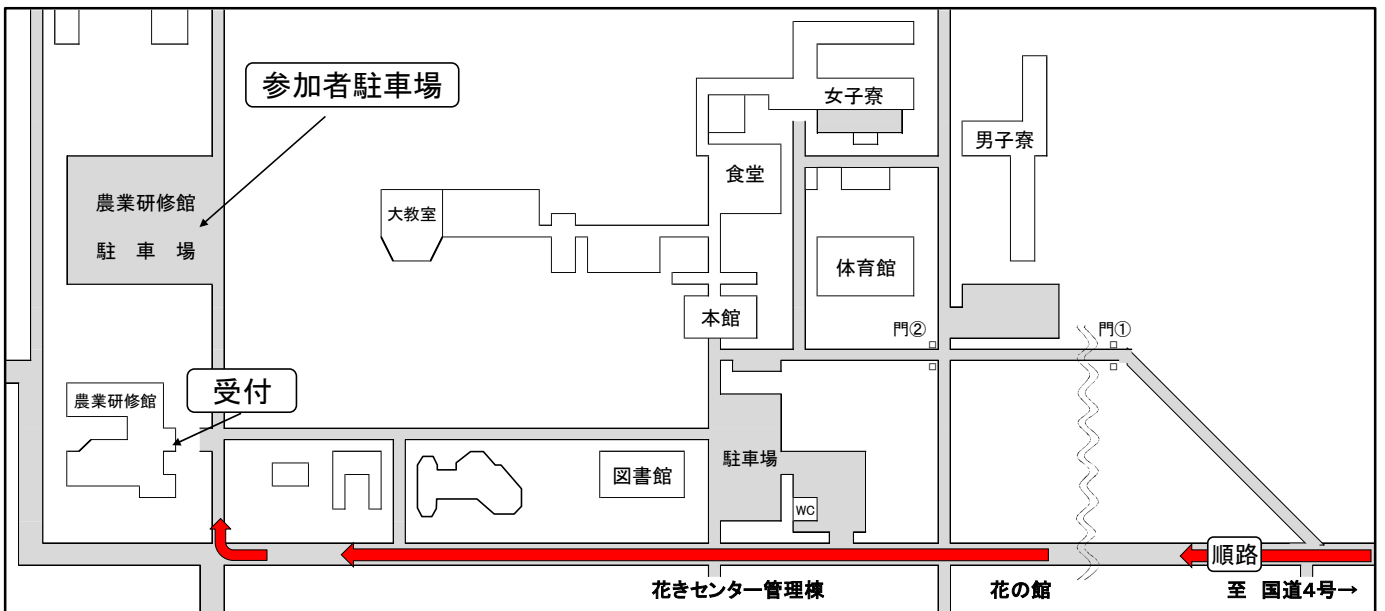 参加者駐車場
女子寮
男子寮
食堂
農業研修館
駐 車 場
大教室
体育館
本館
門②
門①
受付
農業研修館
駐車場
図書館
WC
順路
花きセンター管理棟
花の館
至 国道4号→